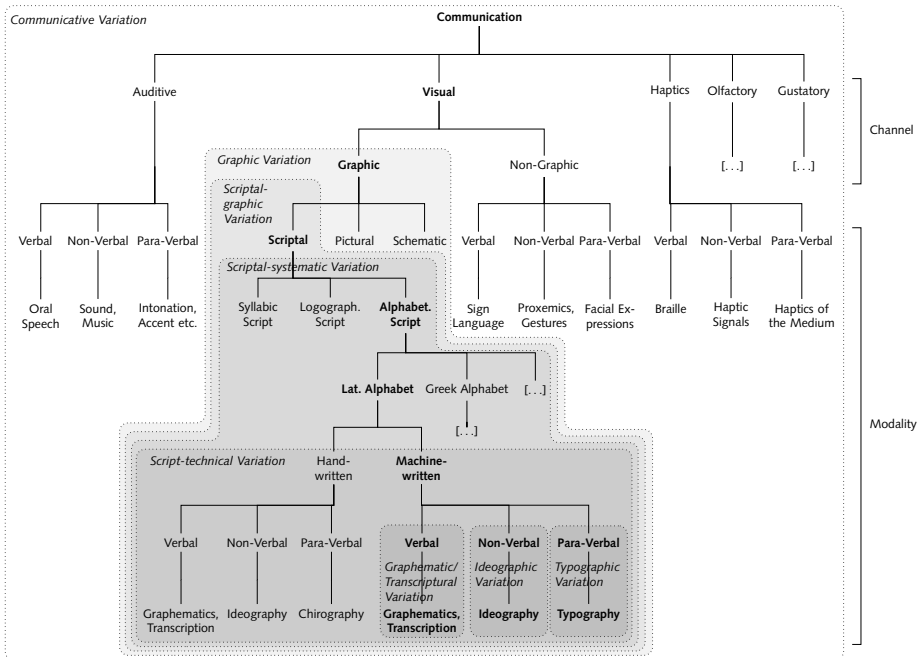 Communicative Variation
Communication
Auditive
Visual
Haptics
Olfactory
Gustatory
Channel
Graphic Variation
Graphic
Non-Graphic
[...]
[...]
Scriptal-
graphic
Variation
Verbal
Non-Verbal
Para-Verbal
Scriptal
Pictural
Schematic
Verbal
Non-Verbal
Para-Verbal
Verbal
Non-Verbal
Para-Verbal
Scriptal-systematic Variation
Oral
Speech
Sound,
Music
Intonation,
Accent etc.
Syllabic
Script
Logograph.
Script
Alphabet.
Script
Sign
Language
Proxemics,
Gestures
Facial Ex-
pressions
Braille
Haptic
Signals
Haptics of
the Medium
Lat. Alphabet
Greek Alphabet
[...]
[...]
Modality
Script-technical Variation
Hand-
written
Machine-
written
Verbal
Non-Verbal
Para-Verbal
Verbal
Non-Verbal
Para-Verbal
Graphematic/
Transcriptural
Variation
Ideographic
Variation
Typographic
Variation
Graphematics,
Transcription
Ideography
Chirography
Graphematics,
Transcription
Ideography
Typography